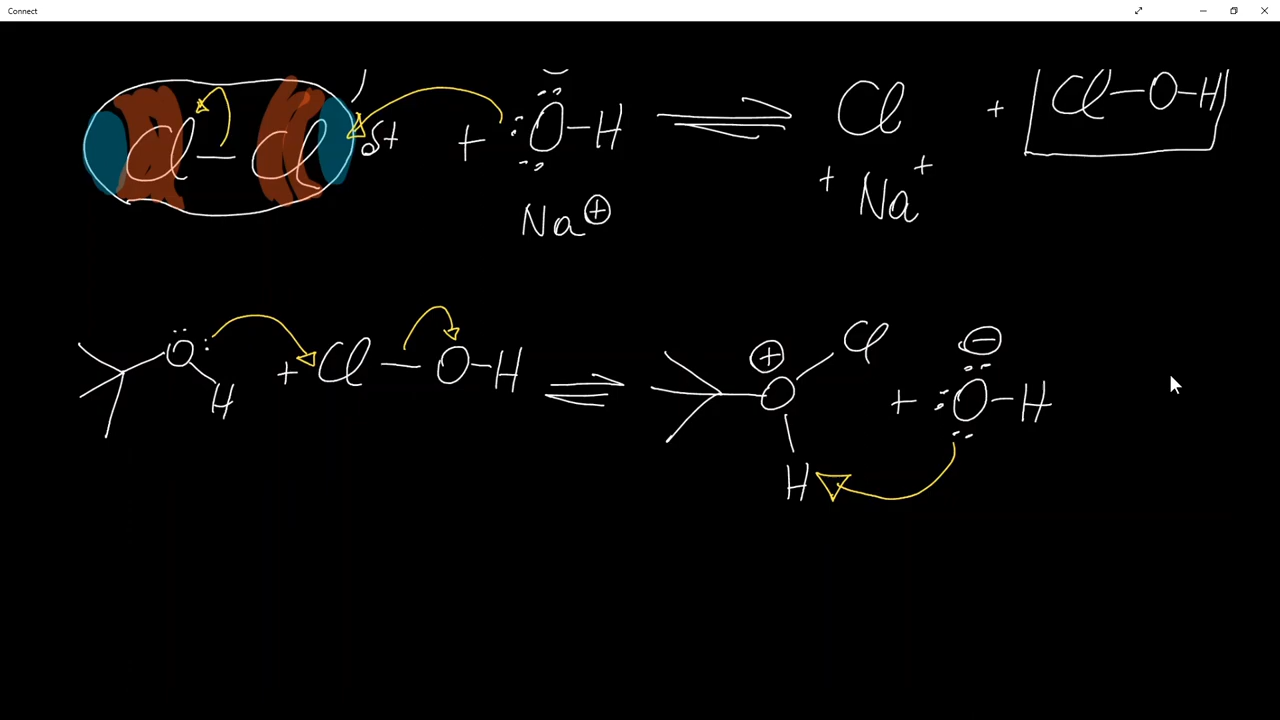 Connect
Cl — Cl δ+ + :Ö—H ⇌ Cl + Cl—O—H
Na⊕ + Na+
Ö: H + Cl — O—H ⇌ ⊕ O Cl H + ⊖ :Ö—H